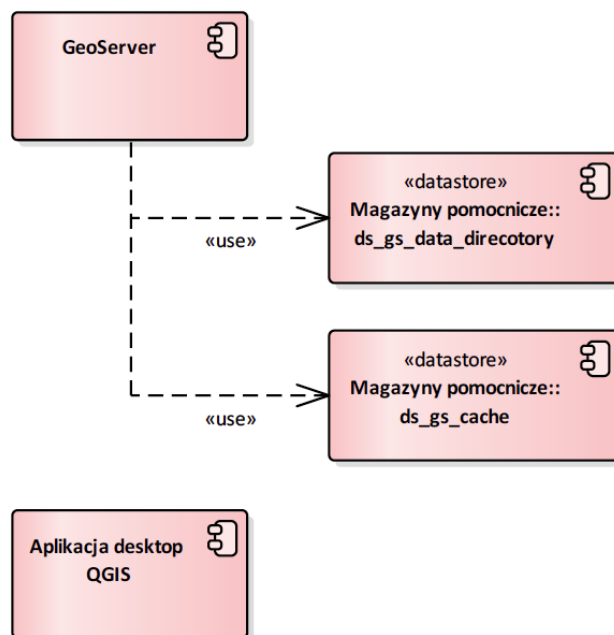 GeoServer
«datastore»
Magazyny pomocnicze::
ds_gs_data_direcotory
«use»
«datastore»
Magazyny pomocnicze::
ds_gs_cache
«use»
Aplikacja desktop
QGIS